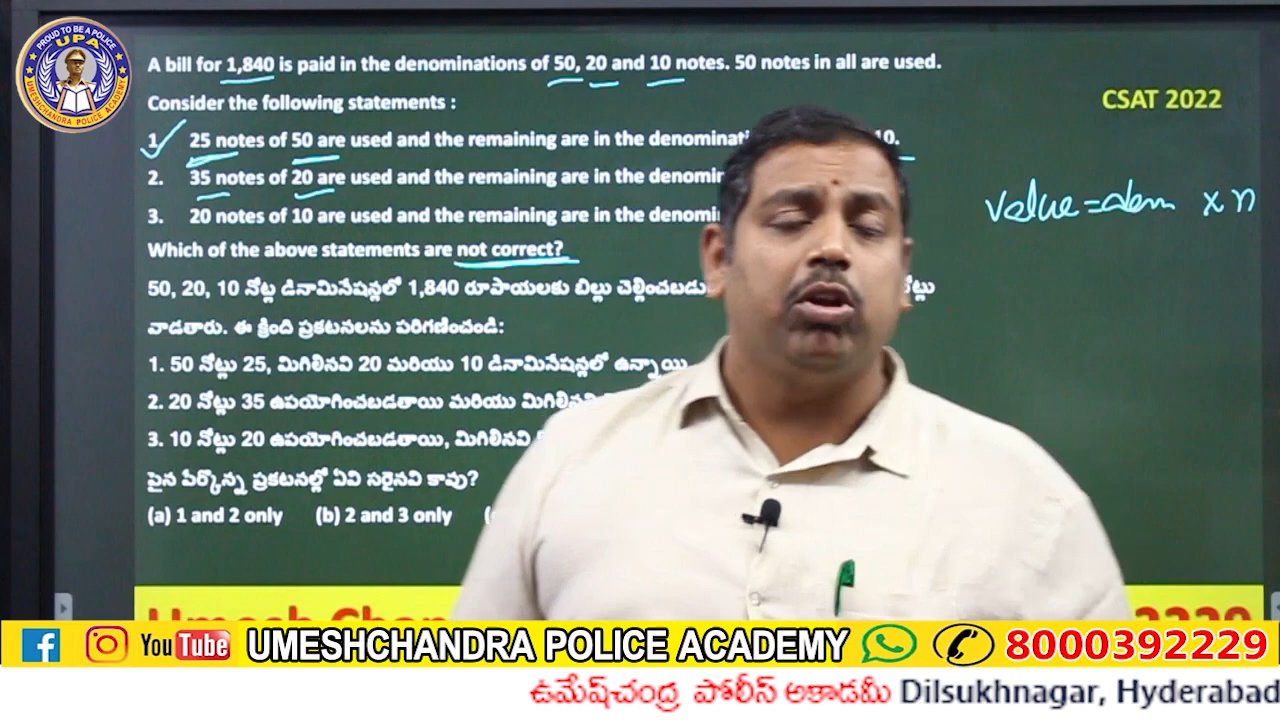 PROUD TO BE A POLICE
UPA
UMESHCHANDRA POLICE ACADEMY
A bill for 1,840 is paid in the denominations of 50, 20 and 10 notes. 50 notes in all are used.
Consider the following statements :
CSAT 2022
1. 25 notes of 50 are used and the remaining are in the 10.
2. 35 notes of 20 are used and the remaining are in the
value = den x n
3. 20 notes of 10 are used and the remaining are in the
Which of the above statements are not correct?
50, 20, 10 నోట్ల డినామినేషన్లలో 1,840 రూపాయలకు బిల్లు నోట్లు
వాడతారు. ఈ క్రింది ప్రకటనలను పరిగణించండి:
1. 50 నోట్లు 25, మిగిలినవి 20 మరియు 10 డినామినేషన్లలో ఉన్నాయి
2. 20 నోట్లు 35 ఉపయోగించబడతాయి మరియు
3. 10 నోట్లు 20 ఉపయోగించబడతాయి, మిగిలినవి
పైన పేర్కొన్న ప్రకటనల్లో ఏవి సరైనవి కావు?
(a) 1 and 2 only (b) 2 and 3 only
YouTube UMESHCHANDRA POLICE ACADEMY 8000392229
ఉమేష్‌చంద్ర పోలీస్ అకాడమీ Dilsukhnagar, Hyderabad